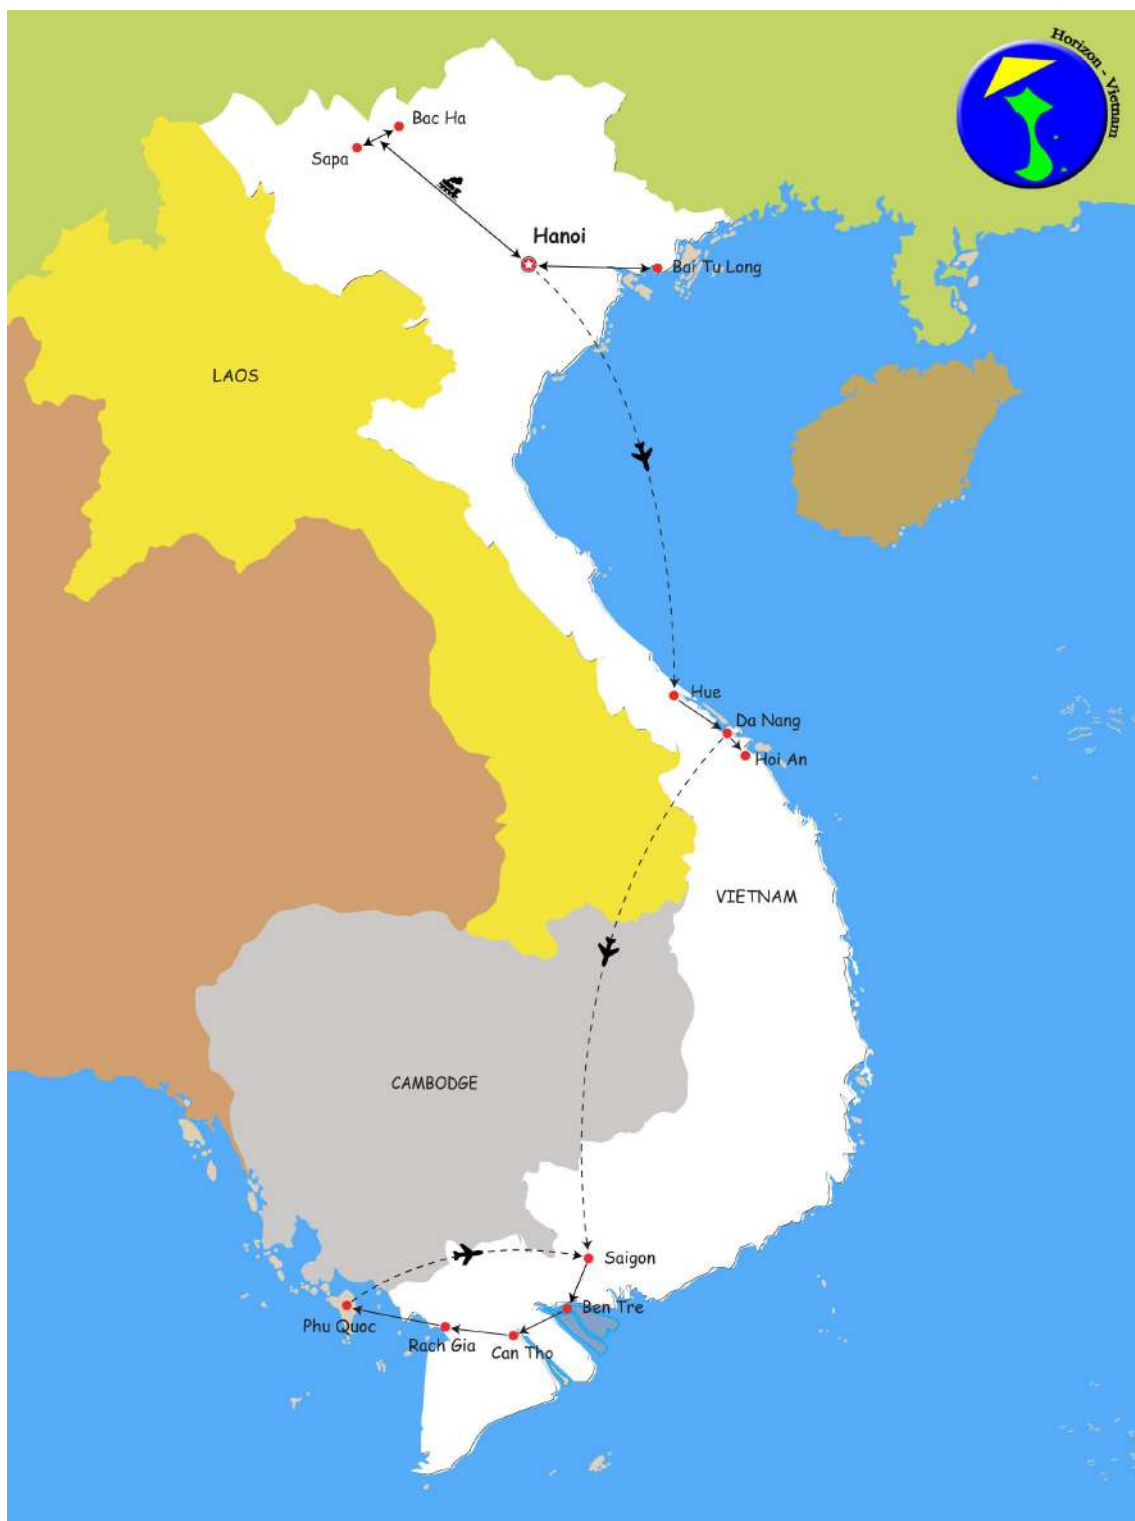 Horizon - Vietnam
Bac Ha
Sapa
Hanoi
Bai Tu Long
LAOS
Hue
Da Nang
Hoi An
VIETNAM
CAMBODGE
Saigon
Ben Tre
Phu Quoc
Rach Gia
Can Tho